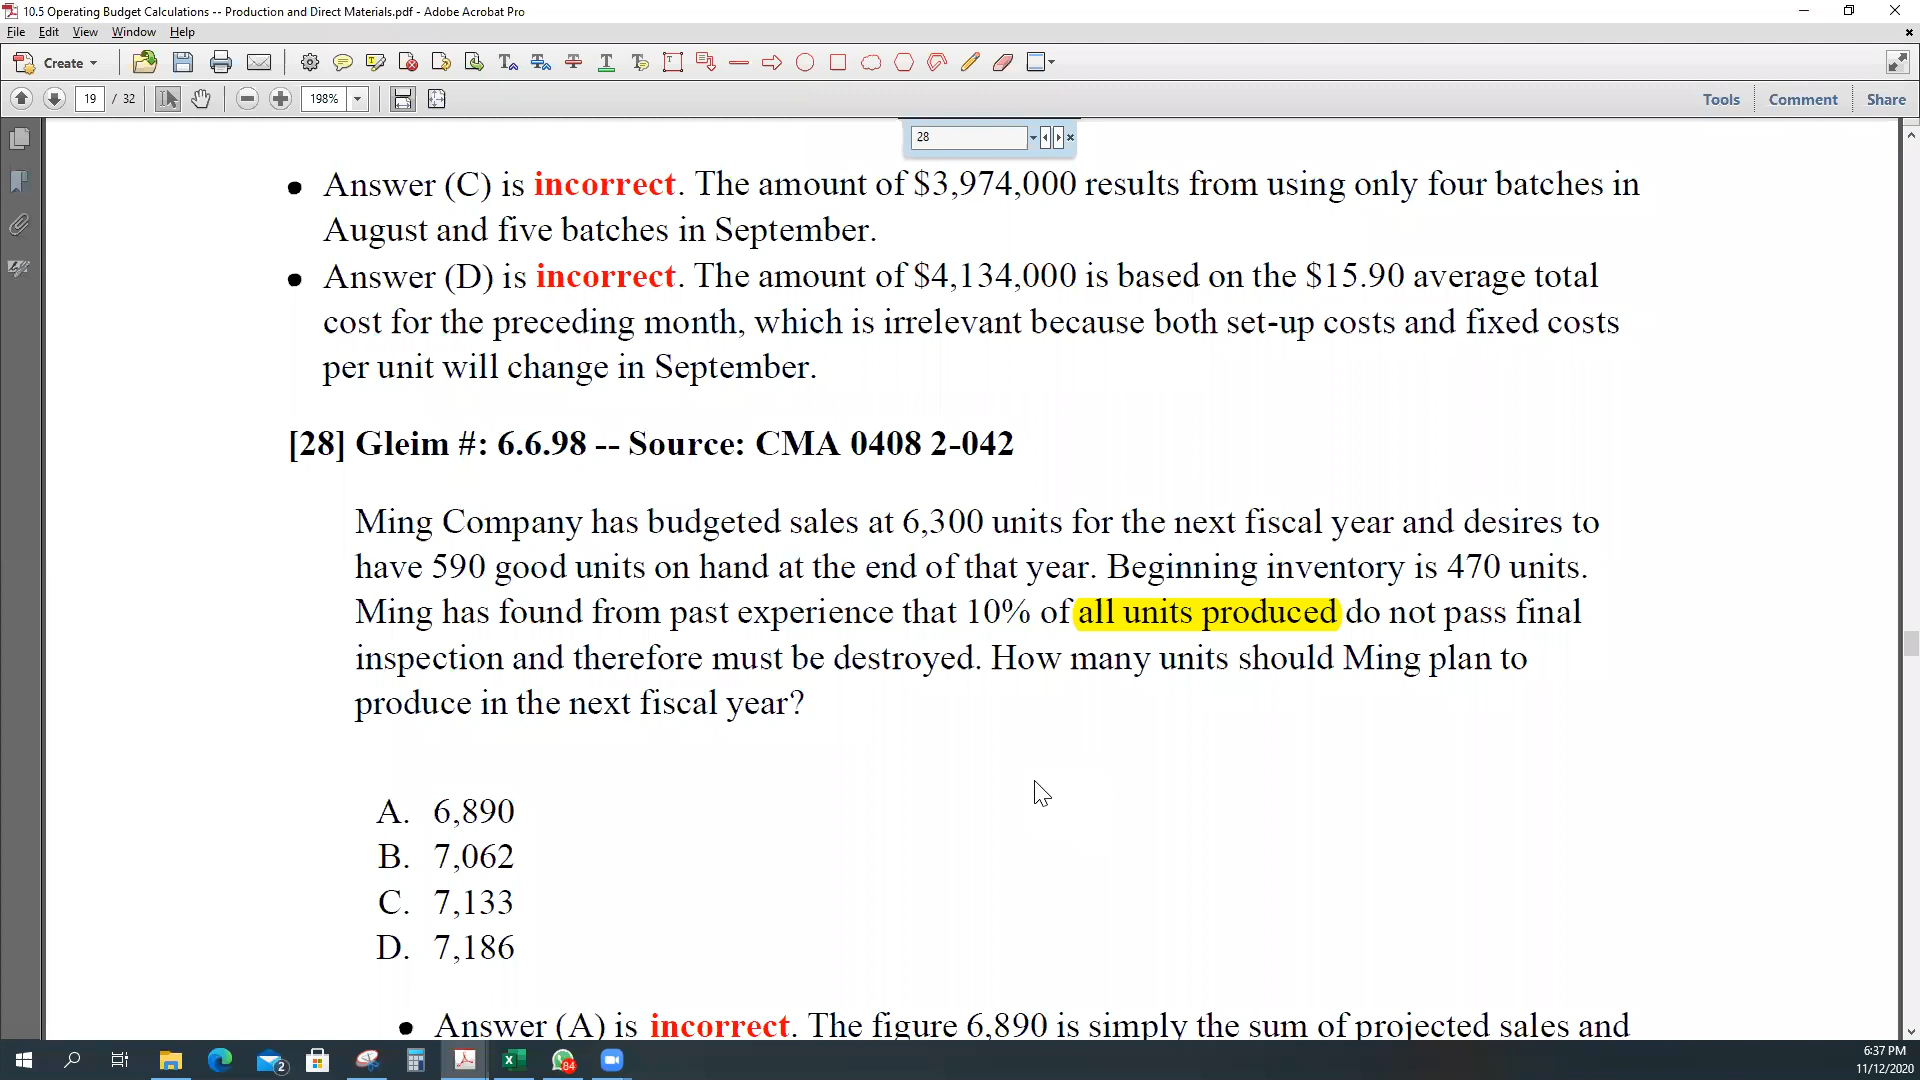 10.5 Operating Budget Calculations -- Production and Direct Materials.pdf - Adobe Acrobat Pro
File Edit View Window Help
Create
19 / 32 198% Tools Comment Share
28
• Answer (C) is incorrect. The amount of $3,974,000 results from using only four batches in
August and five batches in September.
• Answer (D) is incorrect. The amount of $4,134,000 is based on the $15.90 average total
cost for the preceding month, which is irrelevant because both set-up costs and fixed costs
per unit will change in September.
[28] Gleim #: 6.6.98 -- Source: CMA 0408 2-042
Ming Company has budgeted sales at 6,300 units for the next fiscal year and desires to
have 590 good units on hand at the end of that year. Beginning inventory is 470 units.
Ming has found from past experience that 10% of all units produced do not pass final
inspection and therefore must be destroyed. How many units should Ming plan to
produce in the next fiscal year?
A. 6,890
B. 7,062
C. 7,133
D. 7,186
• Answer (A) is incorrect. The figure 6,890 is simply the sum of projected sales and
2
84
6:37 PM
11/12/2020